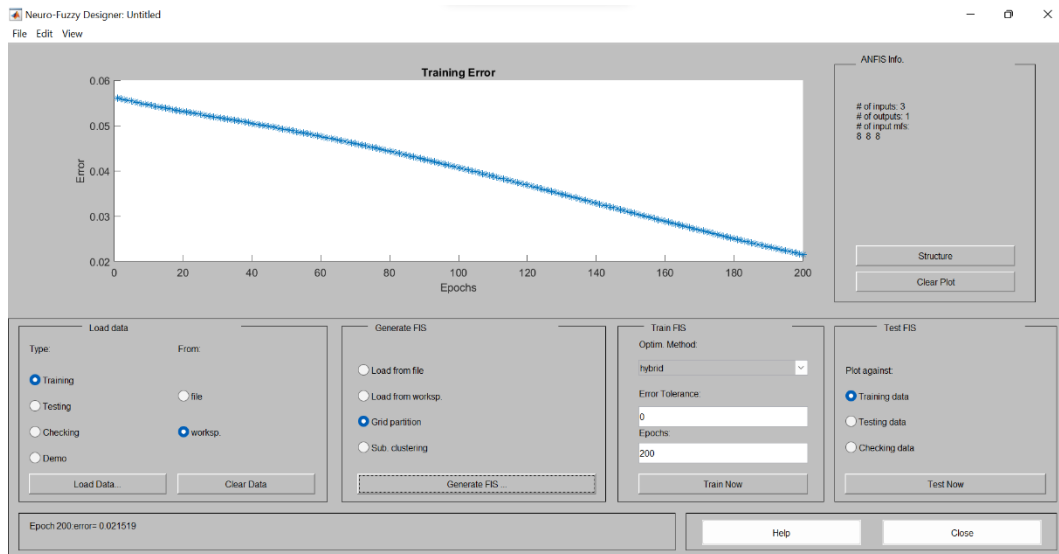 Neuro-Fuzzy Designer: Untitled
File Edit View
Training Error
0.06
0.05
0.04
0.03
0.02
Error
0 20 40 60 80 100 120 140 160 180 200
Epochs
ANFIS Info.
# of inputs: 3
# of outputs: 1
# of input mfs:
8 8 8
Structure
Clear Plot
Load data
Type: From:
Training
Testing
Checking
Demo
file
worksp.
Load Data...
Clear Data
Generate FIS
Load from file
Load from worksp.
Grid partition
Sub. clustering
Generate FIS ...
Train FIS
Optim. Method:
hybrid
Error Tolerance:
0
Epochs:
200
Train Now
Test FIS
Plot against:
Training data
Testing data
Checking data
Test Now
Epoch 200 error= 0.021519
Help
Close